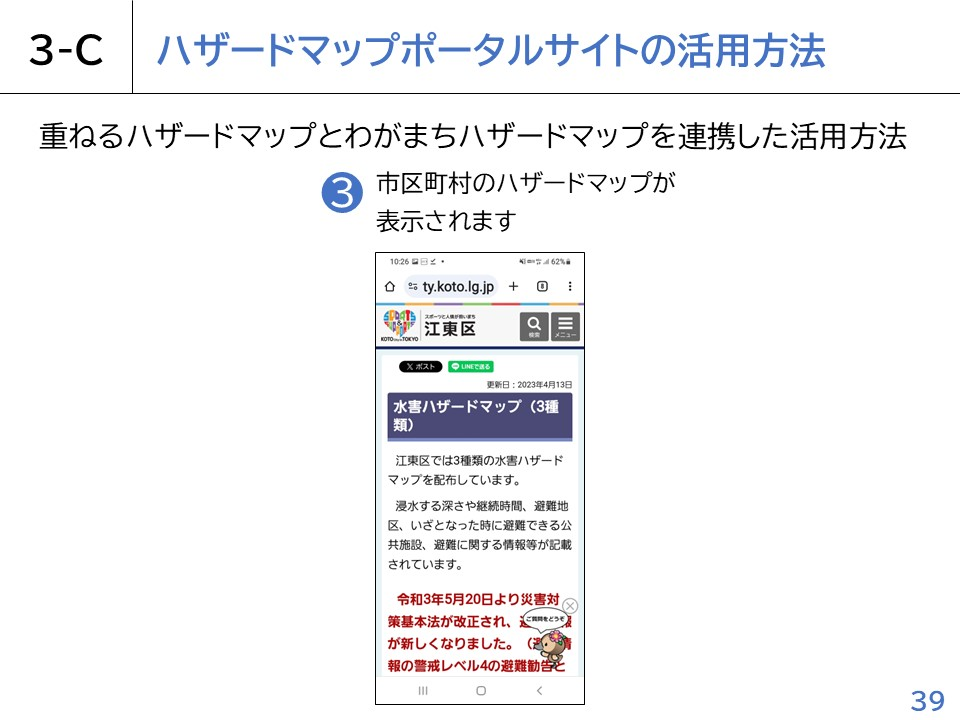 3-C
ハザードマップポータルサイトの活用方法
重ねるハザードマップとわがまちハザードマップを連携した活用方法
3
市区町村のハザードマップが
表示されます
10:26
62%
ty.koto.lg.jp
8
SPORTS & SUPPORTS
KOTO City in TOKYO
スポーツと人情が熱いまち
江東区
検索
メニュー
X ポスト
LINEで送る
更新日：2023年4月13日
水害ハザードマップ（3種
類）
江東区では3種類の水害ハザード
マップを配布しています。
浸水する深さや継続時間、避難地
区、いざとなった時に避難できる公
共施設、避難に関する情報等が記載
されています。
令和3年5月20日より災害対
策基本法が改正され、
報
ご質問をどうぞ
が新しくなりました。（
報の警戒レベル4の避難勧告と
39